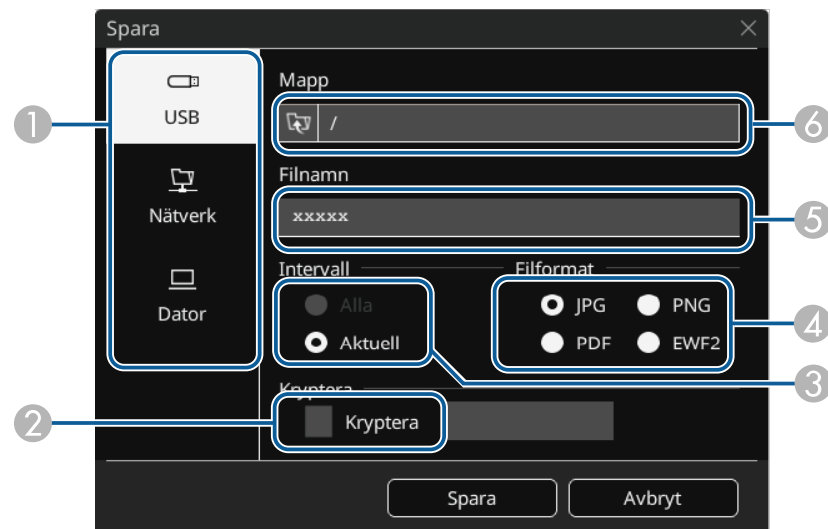 Spara
USB
Nätverk
Dator
Mapp
/
Filnamn
xxxxx
Intervall
Alla
Aktuell
Filformat
JPG PNG
PDF EWF2
Kryptera
Kryptera
Spara Avbryt
1
2
3
4
5
6